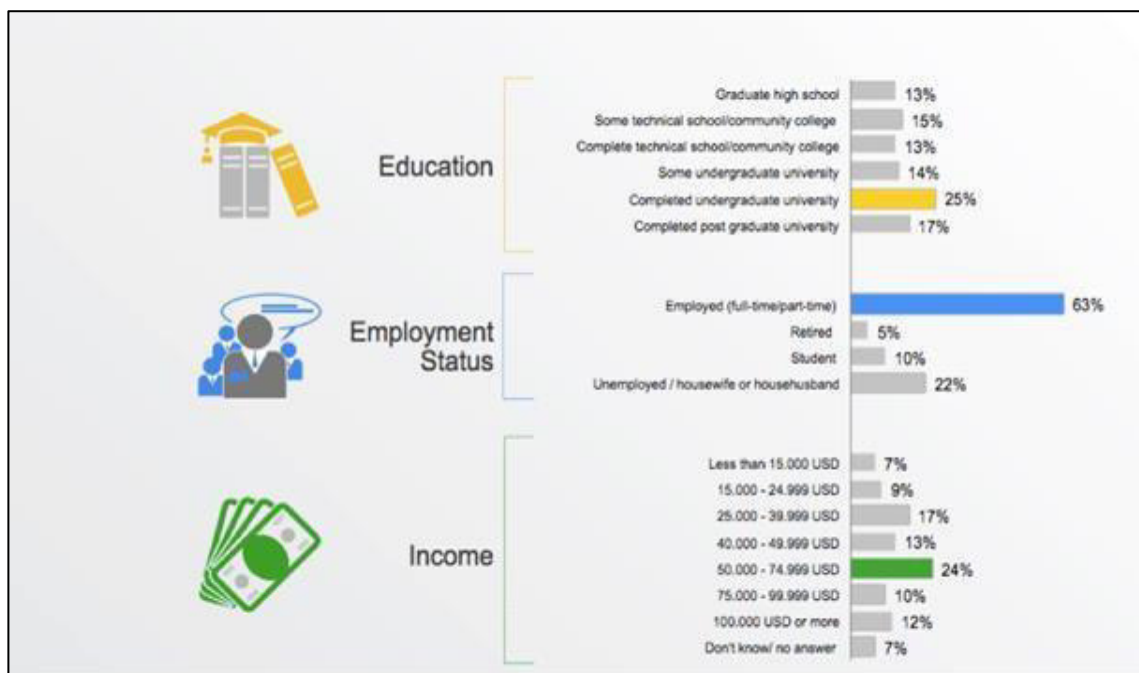 Education
Graduate high school 13%
Some technical school/community college 15%
Complete technical school/community college 13%
Some undergraduate university 14%
Completed undergraduate university 25%
Completed post graduate university 17%
Employment
Status
Employed (full-time/part-time) 63%
Retired 5%
Student 10%
Unemployed / housewife or househusband 22%
Income
Less than 15.000 USD 7%
15.000 - 24.999 USD 9%
25.000 - 39.999 USD 17%
40.000 - 49.999 USD 13%
50.000 - 74.999 USD 24%
75.000 - 99.999 USD 10%
100.000 USD or more 12%
Don't know/ no answer 7%